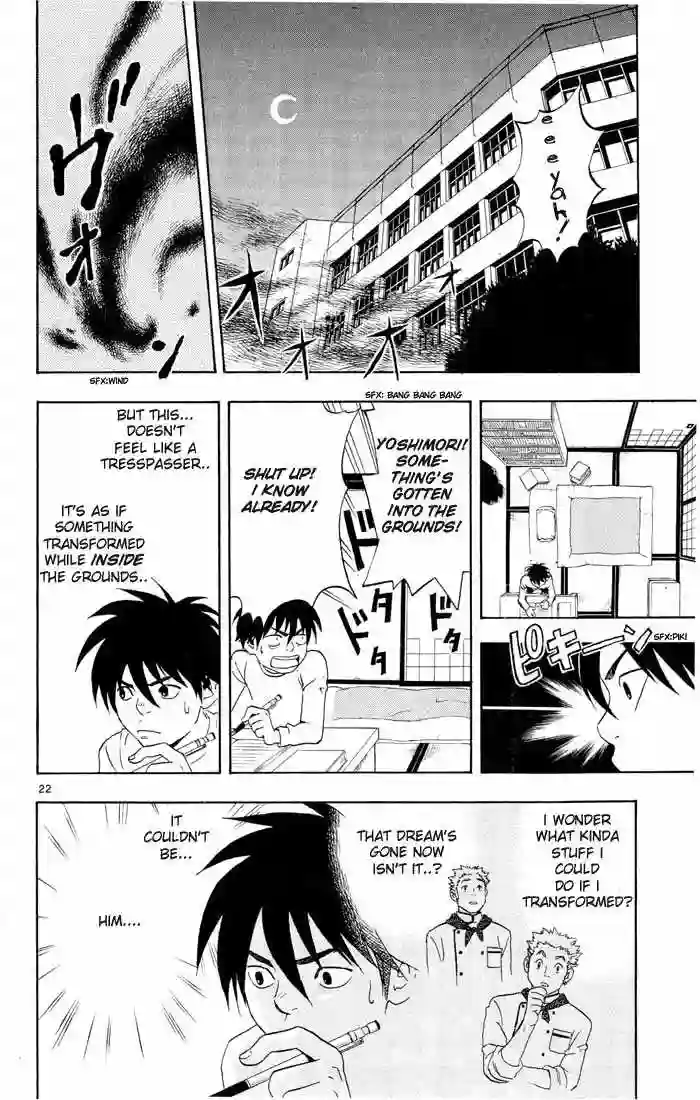 eeeyah!
ヴォン
オオオオ
SFX:WIND
SFX: BANG BANG BANG
ピキーン
SFX:PIKI
YOSHIMORI!
SOME-
THING'S
GOTTEN
INTO THE
GROUNDS!
ドタドタドド
SHUT UP!
I KNOW
ALREADY!
BUT THIS...
DOESN'T
FEEL LIKE A
TRESSPASSER..
IT'S AS IF
SOMETHING
TRANSFORMED
WHILE INSIDE
THE GROUNDS..
22
I WONDER
WHAT KINDA
STUFF I
COULD
DO IF I
TRANSFORMED?
THAT DREAM'S
GONE NOW
ISN'T IT..?
IT
COULDN'T
BE...
HIM....